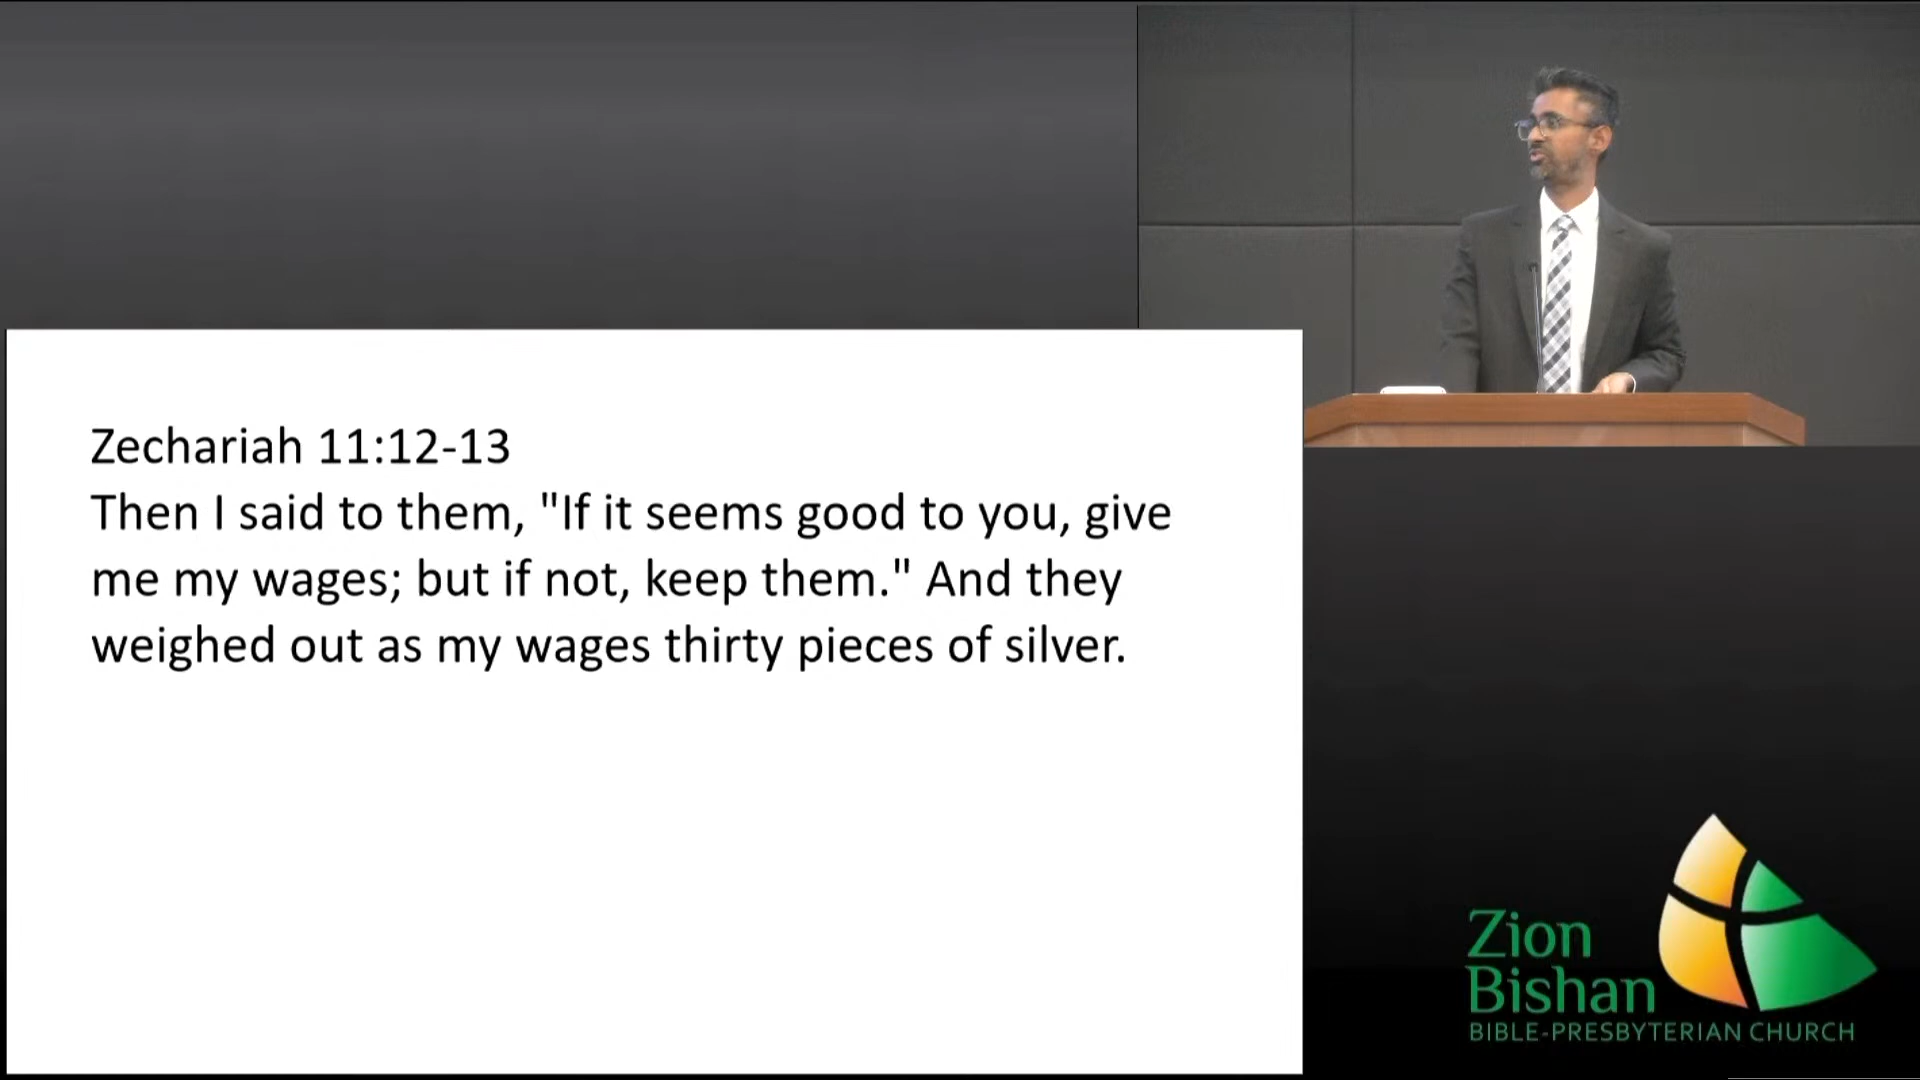 Zechariah 11:12-13
Then I said to them, "If it seems good to you, give
me my wages; but if not, keep them." And they
weighed out as my wages thirty pieces of silver.
Zion
Bishan
BIBLE-PRESBYTERIAN CHURCH